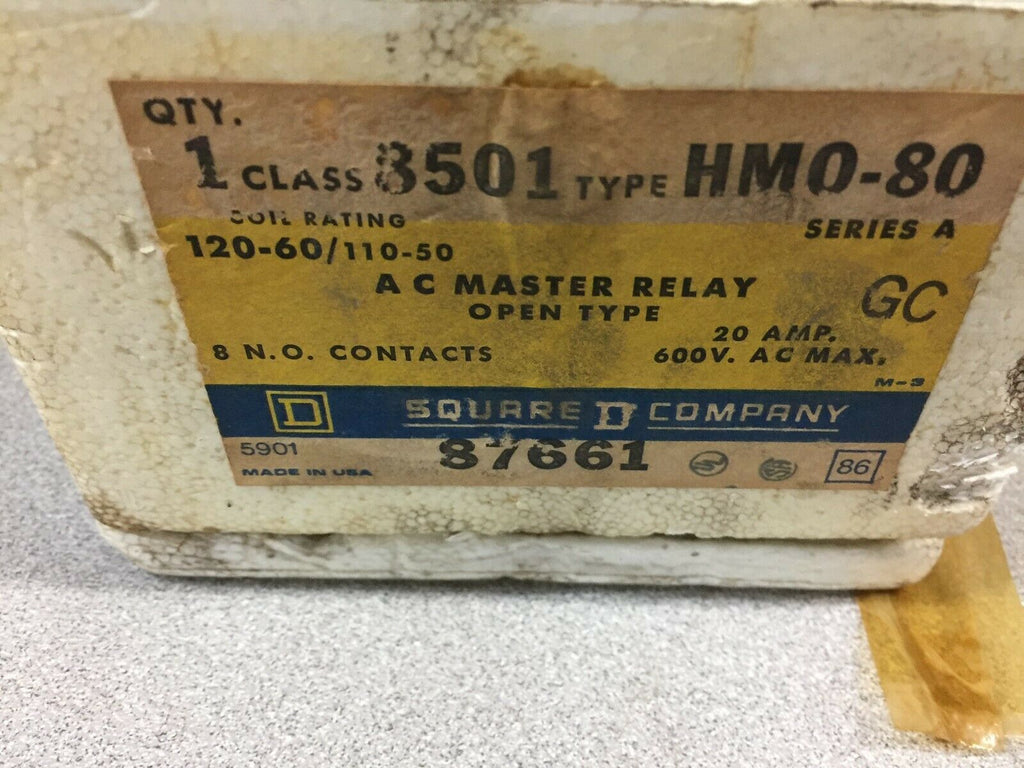 QTY.
1 CLASS 8501 TYPE HMO-80
COIL RATING
SERIES A
120-60/110-50
A C MASTER RELAY
GC
OPEN TYPE
20 AMP.
8 N.O. CONTACTS
600V. AC MAX.
M-3
D SQUARE D COMPANY
5901
87661
86
MADE IN USA